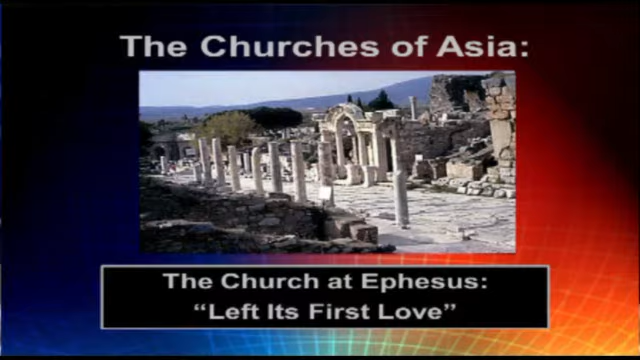 The Churches of Asia:
The Church at Ephesus:
“Left Its First Love”